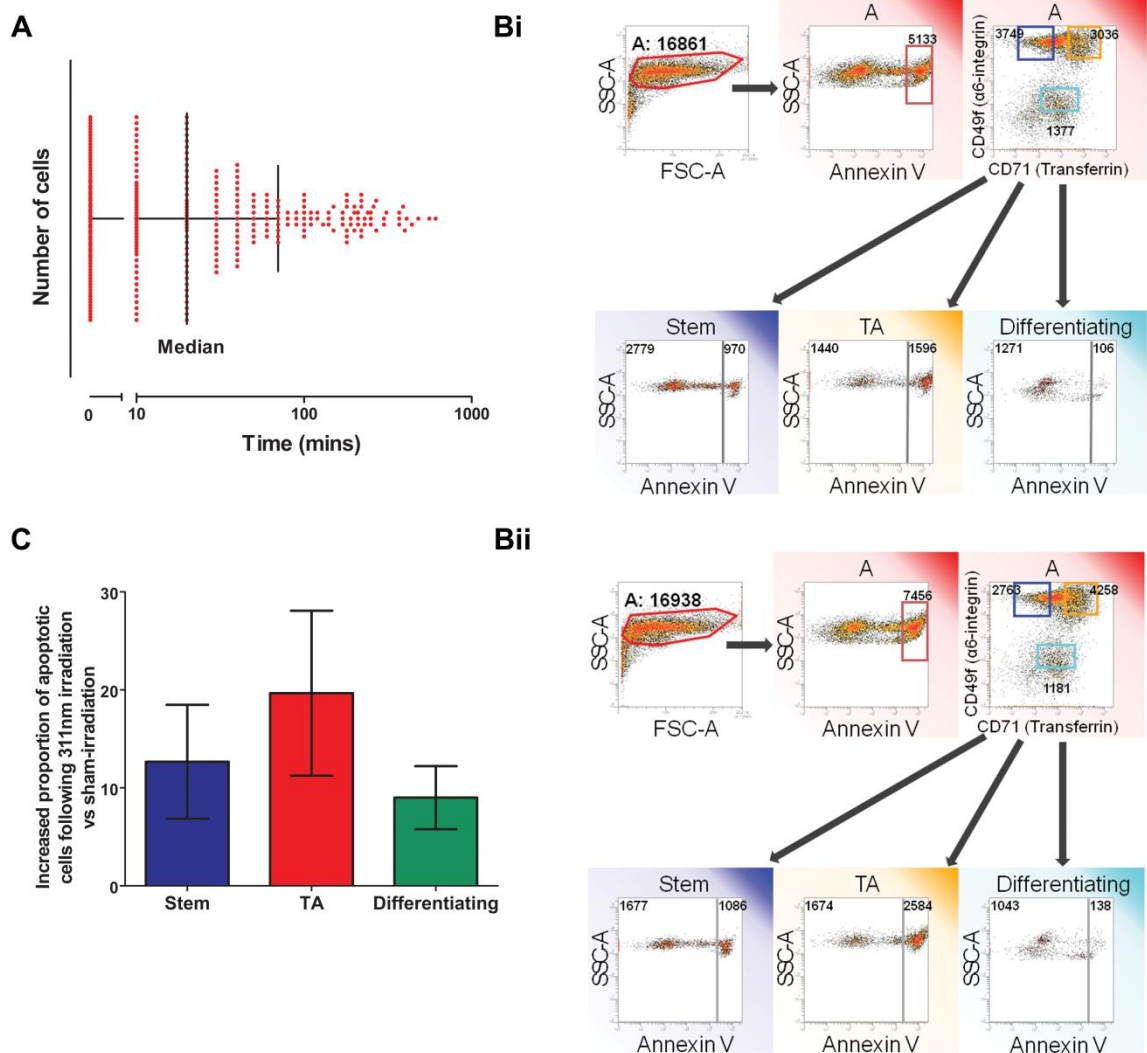 A
Number of cells
Median
0
10
100
1000
Time (mins)
Bi
A: 16861
SSC-A
FSC-A
A
5133
SSC-A
Annexin V
A
3749
3036
1377
CD49f (α6-integrin)
CD71 (Transferrin)
Stem
2779
970
SSC-A
Annexin V
TA
1440
1596
SSC-A
Annexin V
Differentiating
1271
106
SSC-A
Annexin V
C
Increased proportion of apoptotic
cells following 311nm irradiation
vs sham-irradiation
30
20
10
0
Stem
TA
Differentiating
Bii
A: 16938
SSC-A
FSC-A
A
7456
SSC-A
Annexin V
A
2763
4258
1181
CD49f (α6-integrin)
CD71 (Transferrin)
Stem
1677
1086
SSC-A
Annexin V
TA
1674
2584
SSC-A
Annexin V
Differentiating
1043
138
SSC-A
Annexin V